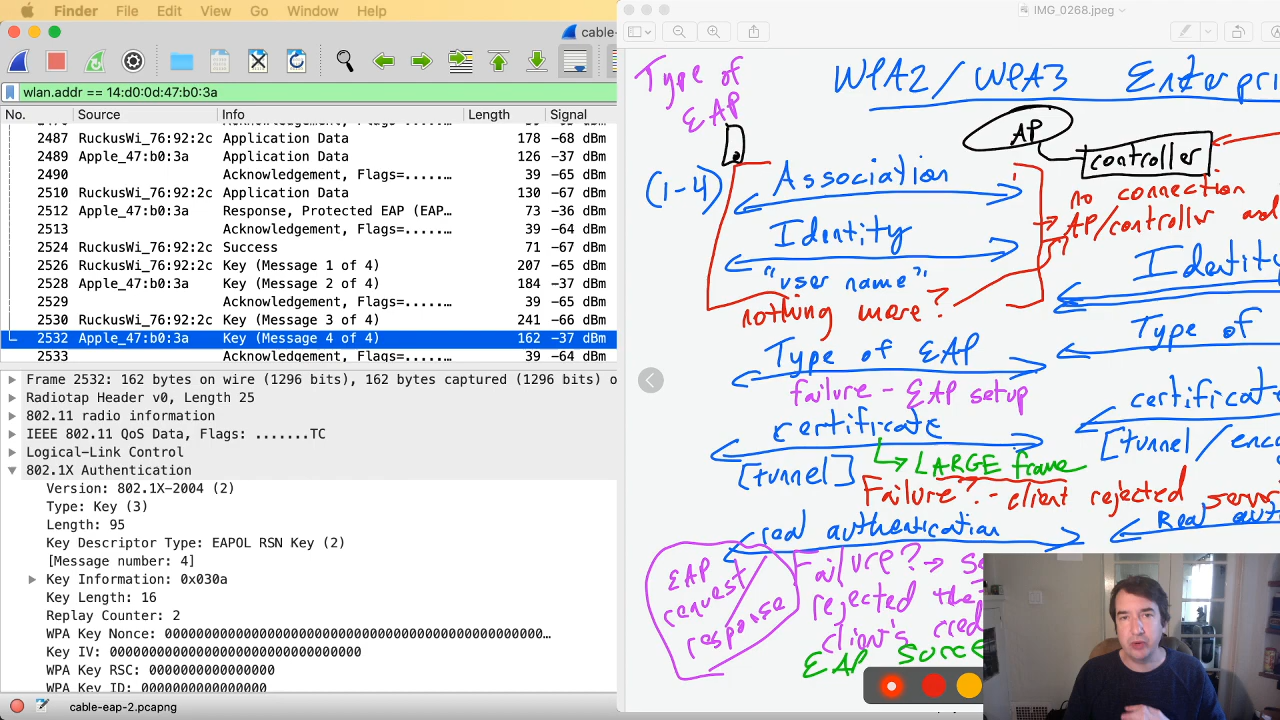 Finder File Edit View Go Window Help
cable-
wlan.addr == 14:d0:0d:47:b0:3a
No. Source Info Length Signal
Acknowledgement, Flags=......… 39 -65 dBm
2487 RuckusWi_76:92:2c Application Data 178 -68 dBm
2489 Apple_47:b0:3a Application Data 126 -37 dBm
2490 Acknowledgement, Flags=......… 39 -65 dBm
2510 RuckusWi_76:92:2c Application Data 130 -67 dBm
2512 Apple_47:b0:3a Response, Protected EAP (EAP… 73 -36 dBm
2513 Acknowledgement, Flags=......… 39 -64 dBm
2524 RuckusWi_76:92:2c Success 71 -67 dBm
2526 RuckusWi_76:92:2c Key (Message 1 of 4) 207 -65 dBm
2528 Apple_47:b0:3a Key (Message 2 of 4) 184 -37 dBm
2529 Acknowledgement, Flags=......… 39 -65 dBm
2530 RuckusWi_76:92:2c Key (Message 3 of 4) 241 -66 dBm
2532 Apple_47:b0:3a Key (Message 4 of 4) 162 -37 dBm
2533 Acknowledgement, Flags=......… 39 -64 dBm
Frame 2532: 162 bytes on wire (1296 bits), 162 bytes captured (1296 bits) o
Radiotap Header v0, Length 25
802.11 radio information
IEEE 802.11 QoS Data, Flags: .......TC
Logical-Link Control
802.1X Authentication
Version: 802.1X-2004 (2)
Type: Key (3)
Length: 95
Key Descriptor Type: EAPOL RSN Key (2)
[Message number: 4]
Key Information: 0x030a
Key Length: 16
Replay Counter: 2
WPA Key Nonce: 00000000000000000000000000000000000000000000000000…
Key IV: 00000000000000000000000000000000
WPA Key RSC: 0000000000000000
WPA Key ID: 0000000000000000
cable-eap-2.pcapng
IMG_0268.jpeg
Type of
EAP
WPA2/WPA3 Enterpri
AP
controller
(1-4)
Association
no connection
AP/controller and
Identity
"user name"
nothing more?
Identity
Type of EAP
Type of
failure - EAP setup
certificate
certificat
LARGE frame
[tunnel]
[tunnel/enc
Failure? - client rejected
real authentication
Real
EAP
request
response
Failure? →
rejected the
client's cred
EAP